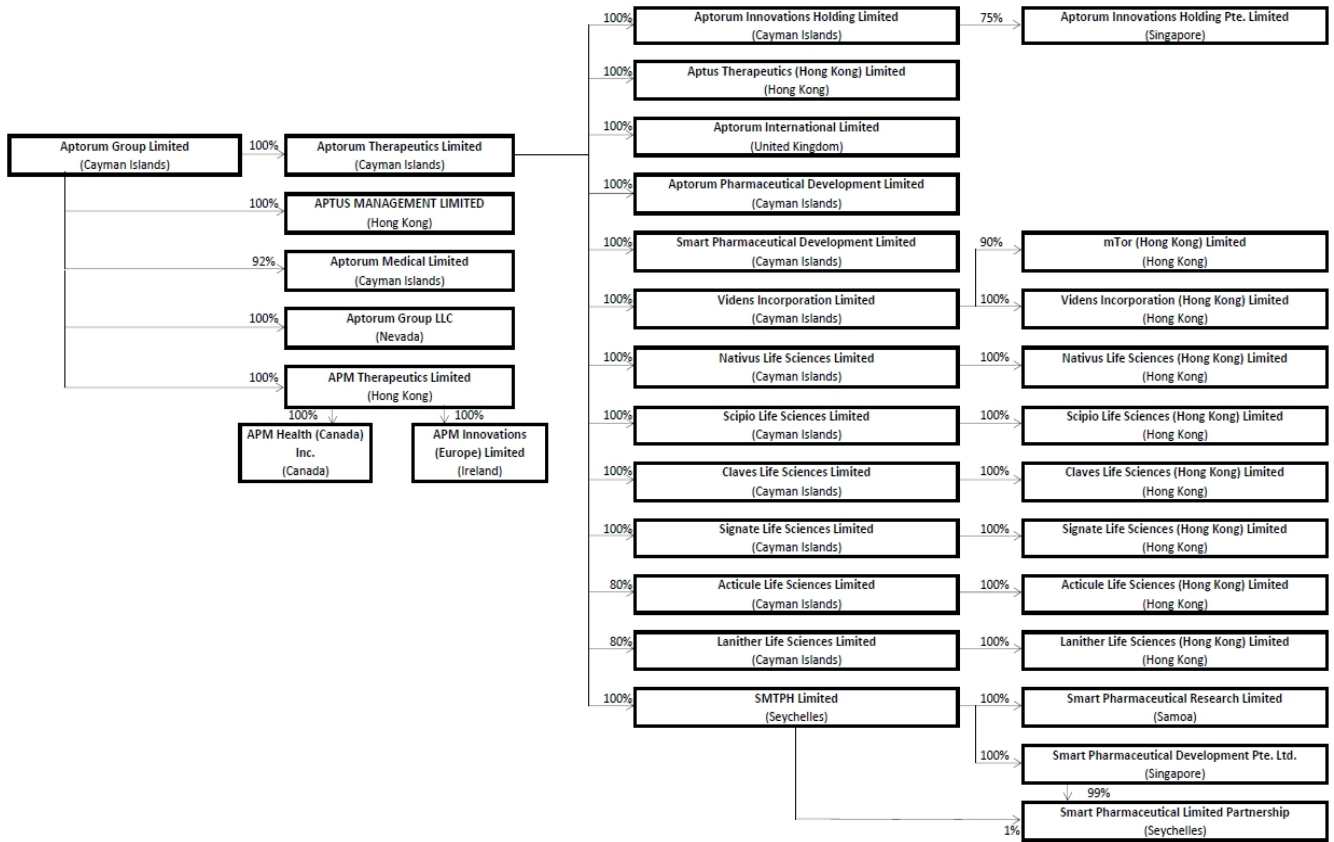 100%
Aptorum Innovations Holding Limited
(Cayman Islands)
75%
Aptorum Innovations Holding Pte. Limited
(Singapore)
100%
Aptus Therapeutics (Hong Kong) Limited
(Hong Kong)
Aptorum Group Limited
(Cayman Islands)
100%
Aptorum Therapeutics Limited
(Cayman Islands)
100%
Aptorum International Limited
(United Kingdom)
100%
Aptorum Pharmaceutical Development Limited
(Cayman Islands)
100%
APTUS MANAGEMENT LIMITED
(Hong Kong)
100%
Smart Pharmaceutical Development Limited
(Cayman Islands)
90%
mTor (Hong Kong) Limited
(Hong Kong)
92%
Aptorum Medical Limited
(Cayman Islands)
100%
Videns Incorporation Limited
(Cayman Islands)
100%
Videns Incorporation (Hong Kong) Limited
(Hong Kong)
100%
Aptorum Group LLC
(Nevada)
100%
Nativus Life Sciences Limited
(Cayman Islands)
100%
Nativus Life Sciences (Hong Kong) Limited
(Hong Kong)
100%
APM Therapeutics Limited
(Hong Kong)
100%
100%
APM Health (Canada)
Inc.
(Canada)
APM Innovations
(Europe) Limited
(Ireland)
100%
Scipio Life Sciences Limited
(Cayman Islands)
100%
Scipio Life Sciences (Hong Kong) Limited
(Hong Kong)
100%
Claves Life Sciences Limited
(Cayman Islands)
100%
Claves Life Sciences (Hong Kong) Limited
(Hong Kong)
100%
Signate Life Sciences Limited
(Cayman Islands)
100%
Signate Life Sciences (Hong Kong) Limited
(Hong Kong)
80%
Acticule Life Sciences Limited
(Cayman Islands)
100%
Acticule Life Sciences (Hong Kong) Limited
(Hong Kong)
80%
Lanither Life Sciences Limited
(Cayman Islands)
100%
Lanither Life Sciences (Hong Kong) Limited
(Hong Kong)
100%
SMTPH Limited
(Seychelles)
100%
Smart Pharmaceutical Research Limited
(Samoa)
100%
Smart Pharmaceutical Development Pte. Ltd.
(Singapore)
99%
1%
Smart Pharmaceutical Limited Partnership
(Seychelles)